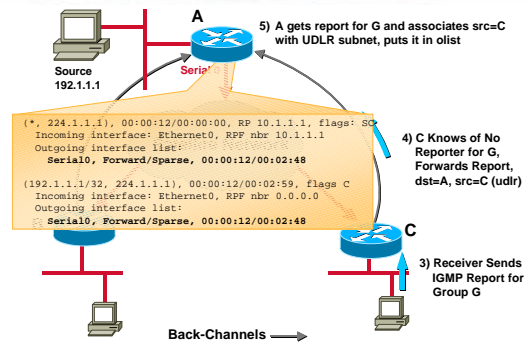 A
5) A gets report for G and associates src=C
with UDLR subnet, puts it in olist
Source
192.1.1.1
(*, 224.1.1.1), 00:00:12/00:00:00, RP 10.1.1.1, flags: SC
Incoming interface: Ethernet0, RPF nbr 10.1.1.1
Outgoing interface list:
Serial0, Forward/Sparse, 00:00:12/00:02:48
(192.1.1.1/32, 224.1.1.1), 00:00:12/00:02:59, flags C
Incoming interface: Ethernet0, RPF nbr 0.0.0.0
Outgoing interface list:
Serial0, Forward/Sparse, 00:00:12/00:02:48
4) C Knows of No
Reporter for G,
Forwards Report,
dst=A, src=C (udlr)
C
3) Receiver Sends
IGMP Report for
Group G
Back-Channels